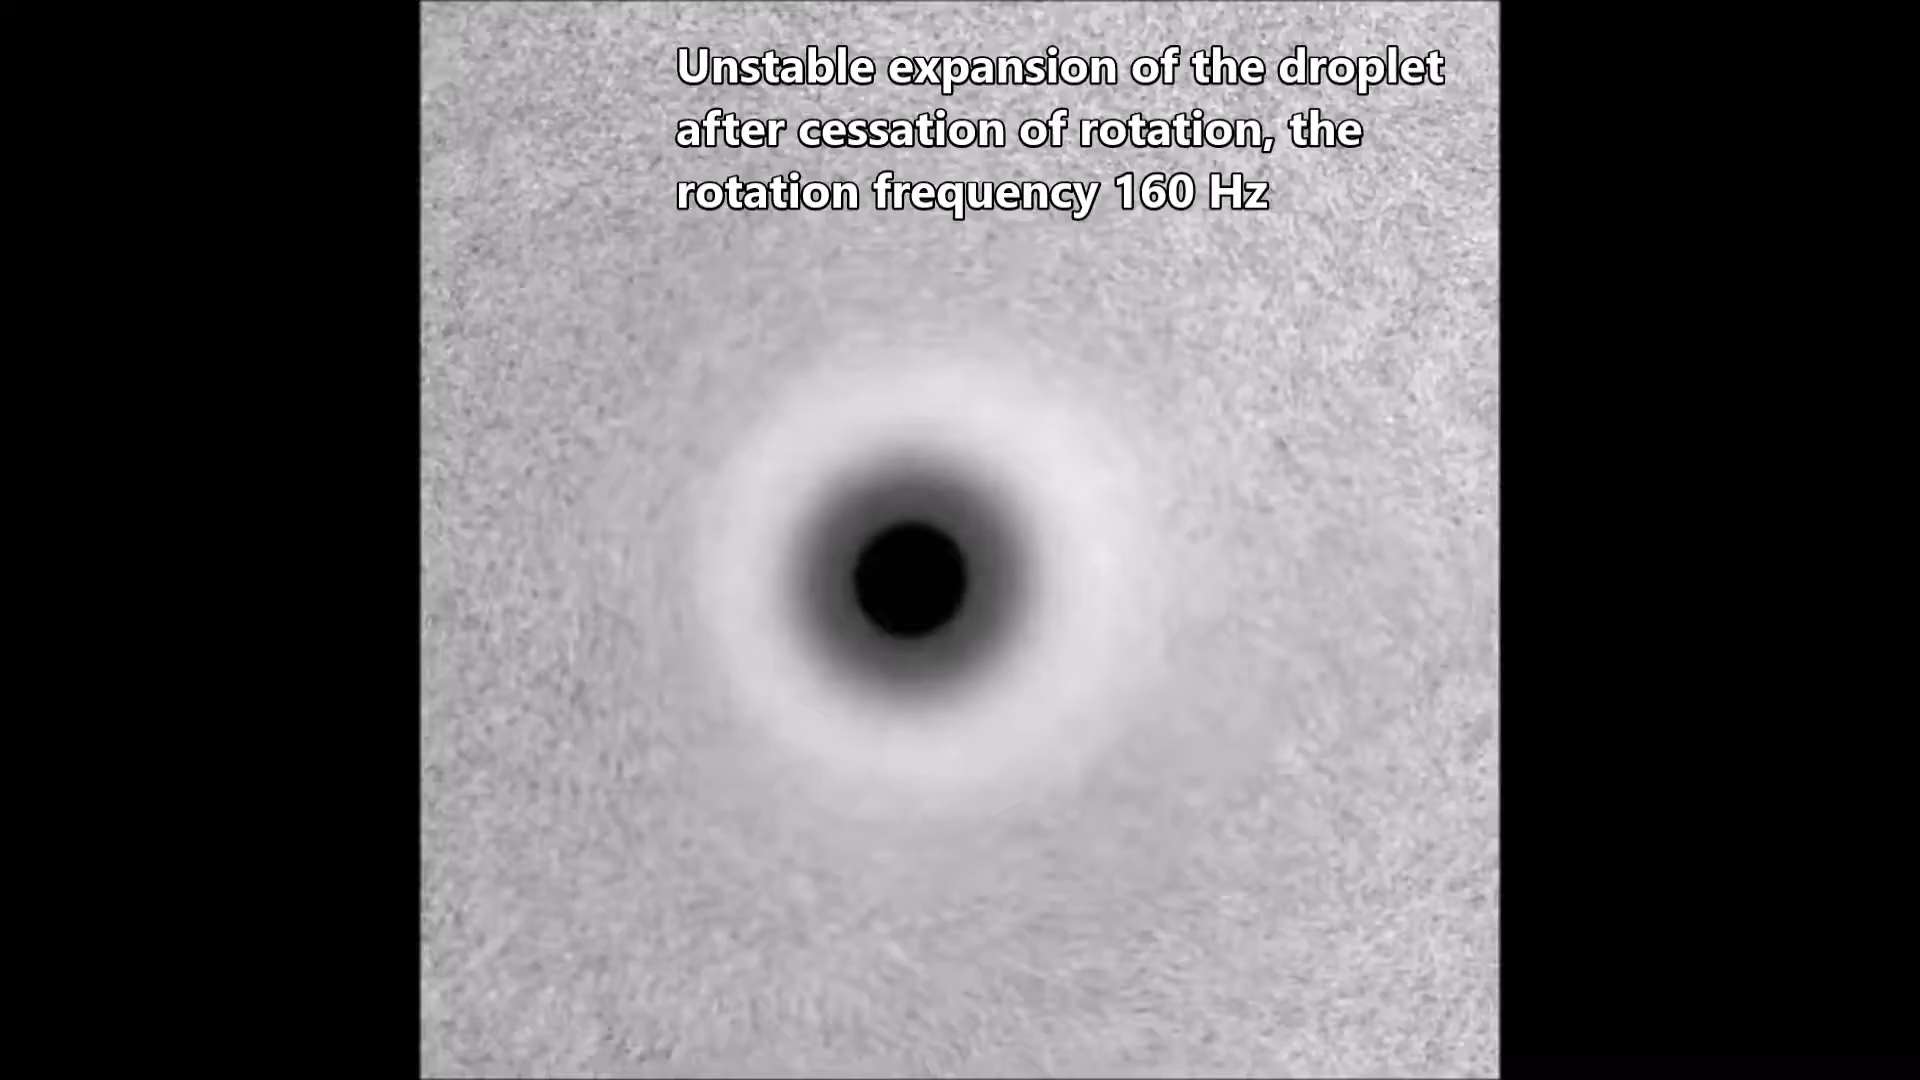 Unstable expansion of the droplet
after cessation of rotation, the
rotation frequency 160 Hz